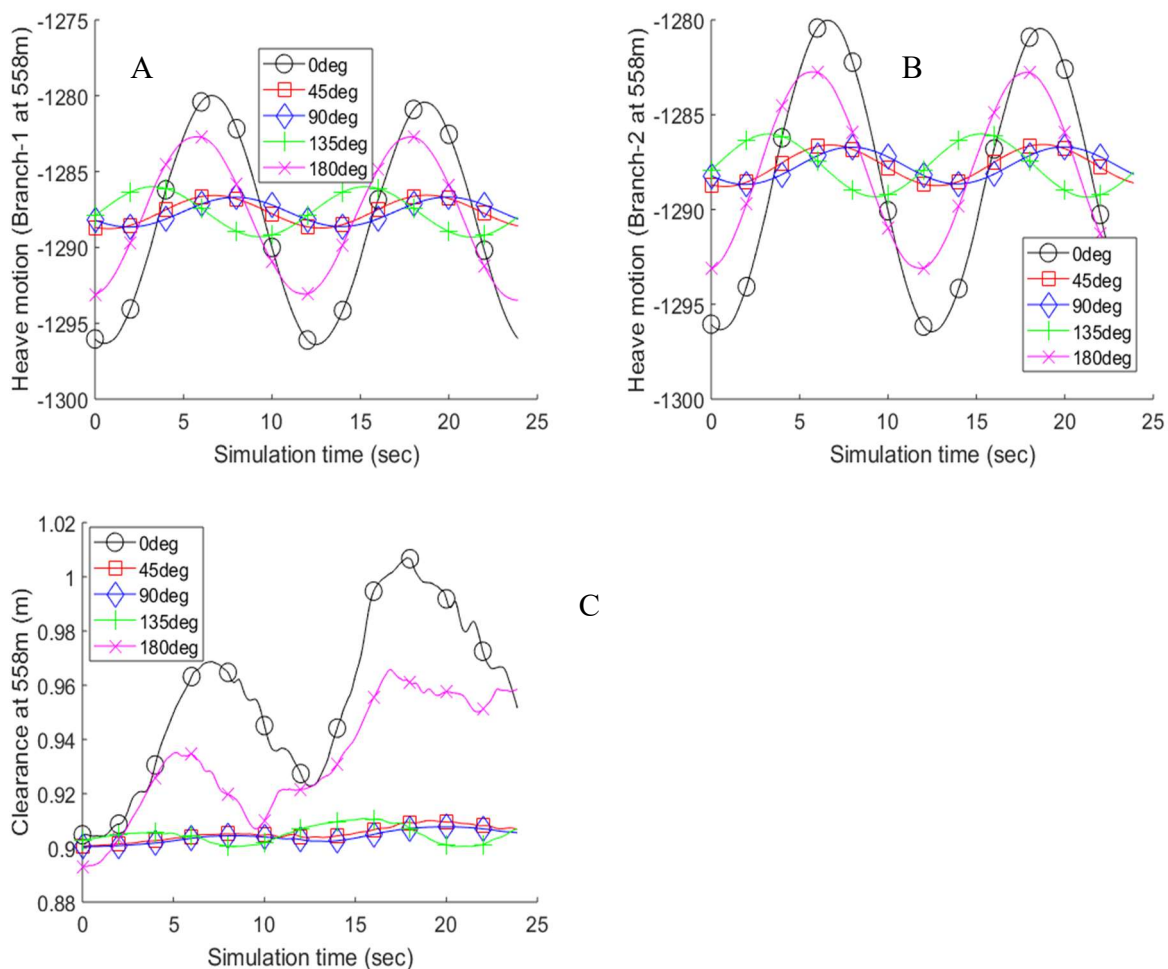 A
Heave motion (Branch-1 at 558m)
-1275
-1280
-1285
-1290
-1295
-1300
0deg
45deg
90deg
135deg
180deg
0
5
10
15
20
25
Simulation time (sec)
B
Heave motion (Branch-2 at 558m)
-1280
-1285
-1290
-1295
-1300
0deg
45deg
90deg
135deg
180deg
0
5
10
15
20
25
Simulation time (sec)
C
Clearance at 558m (m)
1.02
1
0.98
0.96
0.94
0.92
0.9
0.88
0deg
45deg
90deg
135deg
180deg
0
5
10
15
20
25
Simulation time (sec)